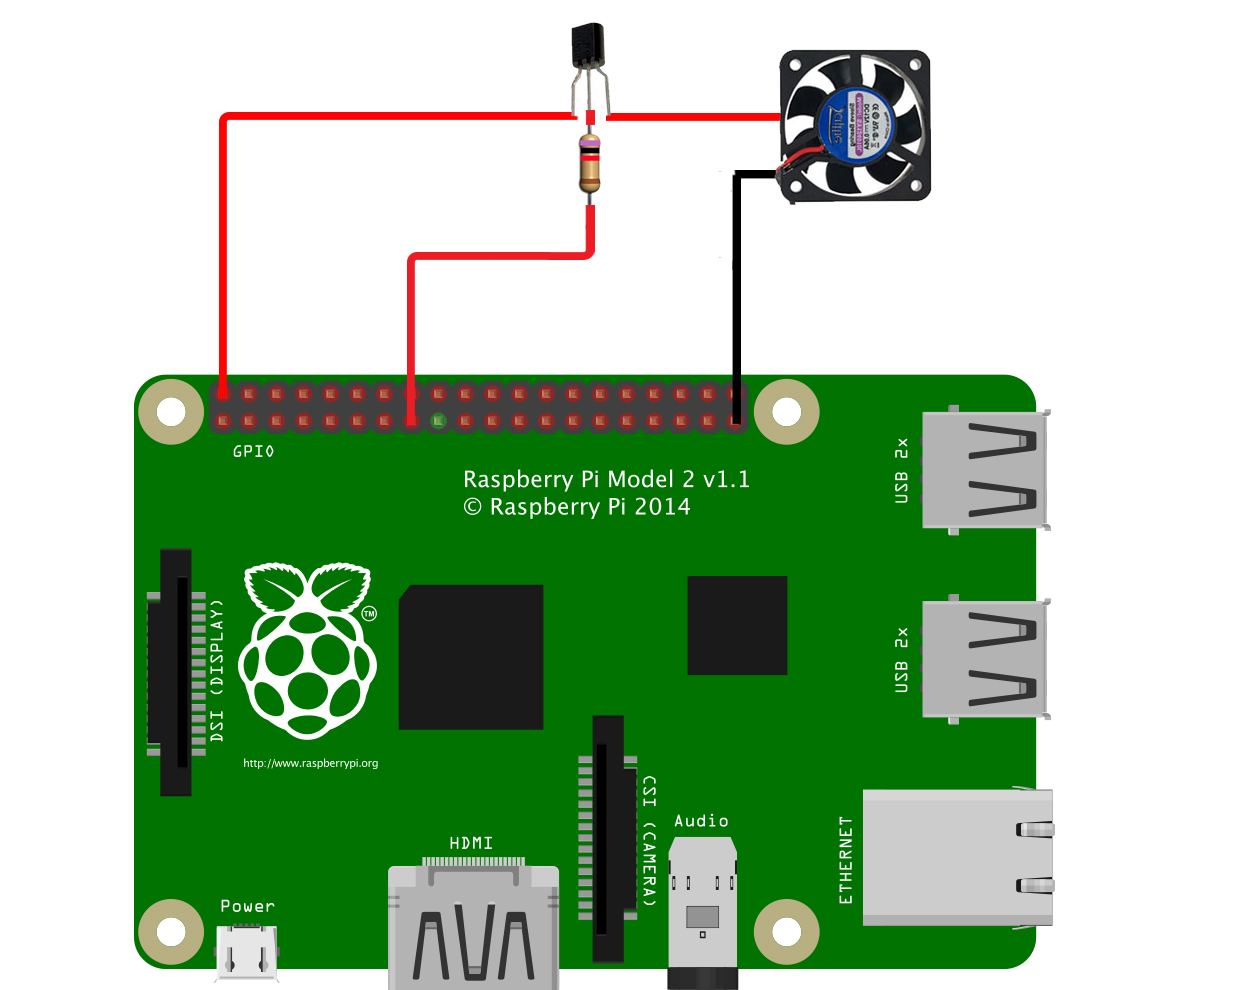 GPIO
Raspberry Pi Model 2 v1.1
© Raspberry Pi 2014
USB 2x
DSI (DISPLAY)
TM
USB 2x
http://www.raspberrypi.org
CSI (CAMERA)
Audio
HDMI
ETHERNET
Power